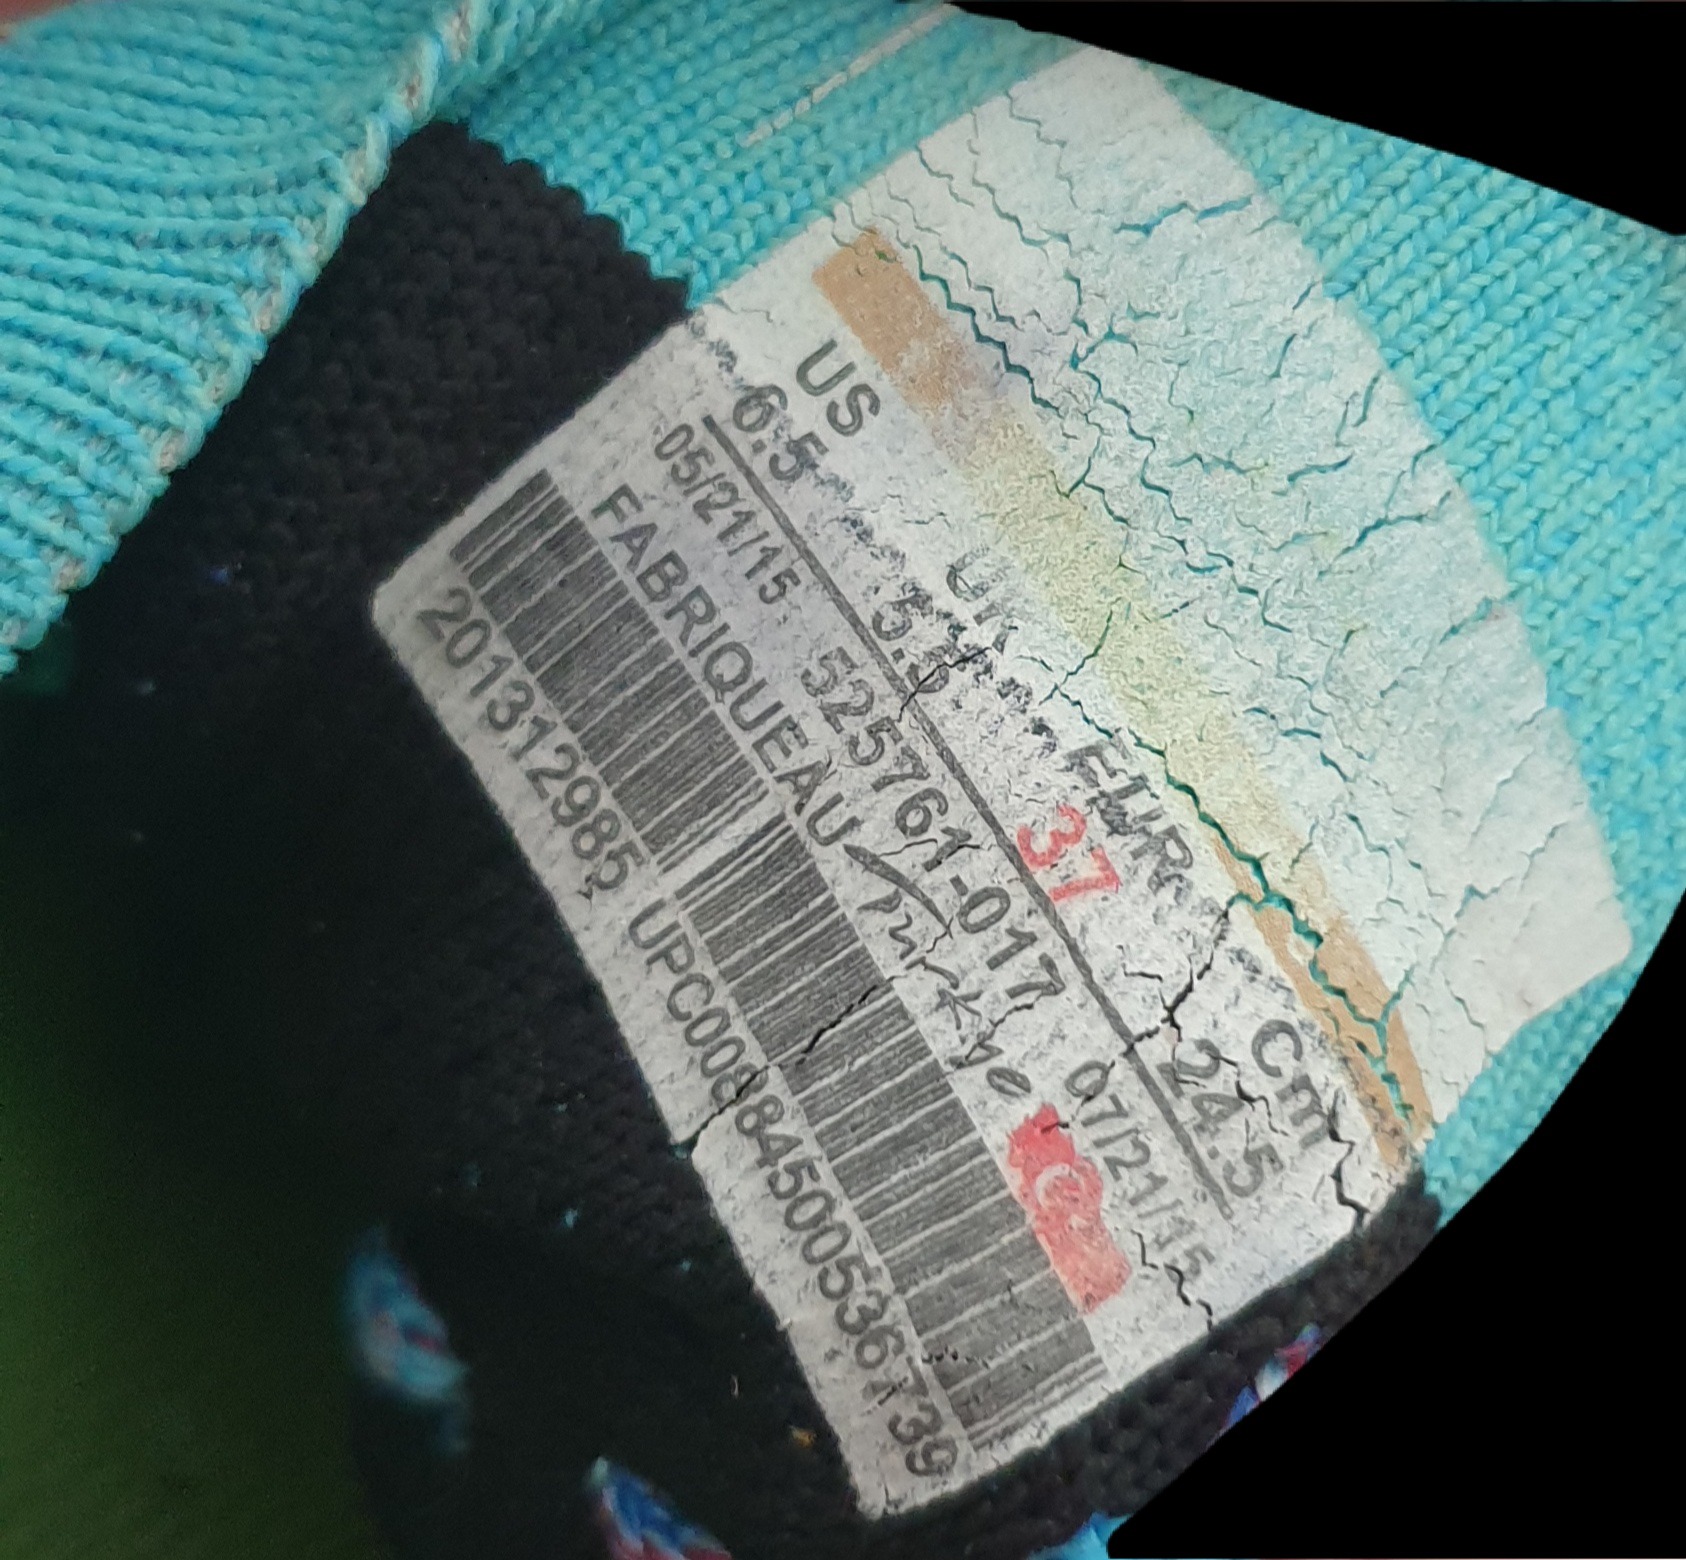 US UK EUR cm
6.5 5.5 37 24.5
05/21/15 525761-017 07/21/15
FABRIQUEAU
201312985 UPC00884500536739